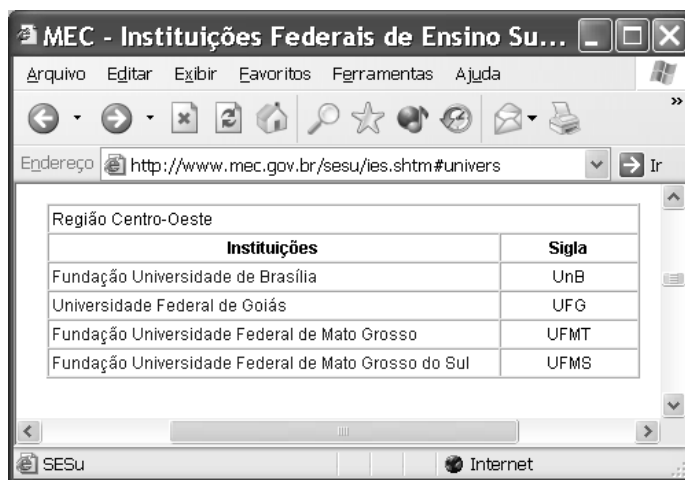 MEC - Instituições Federais de Ensino Su...
Arquivo Editar Exibir Favoritos Ferramentas Ajuda
»
Endereço http://www.mec.gov.br/sesu/ies.shtm#univers Ir
Região Centro-Oeste
Instituições Sigla
Fundação Universidade de Brasília UnB
Universidade Federal de Goiás UFG
Fundação Universidade Federal de Mato Grosso UFMT
Fundação Universidade Federal de Mato Grosso do Sul UFMS
SESu Internet